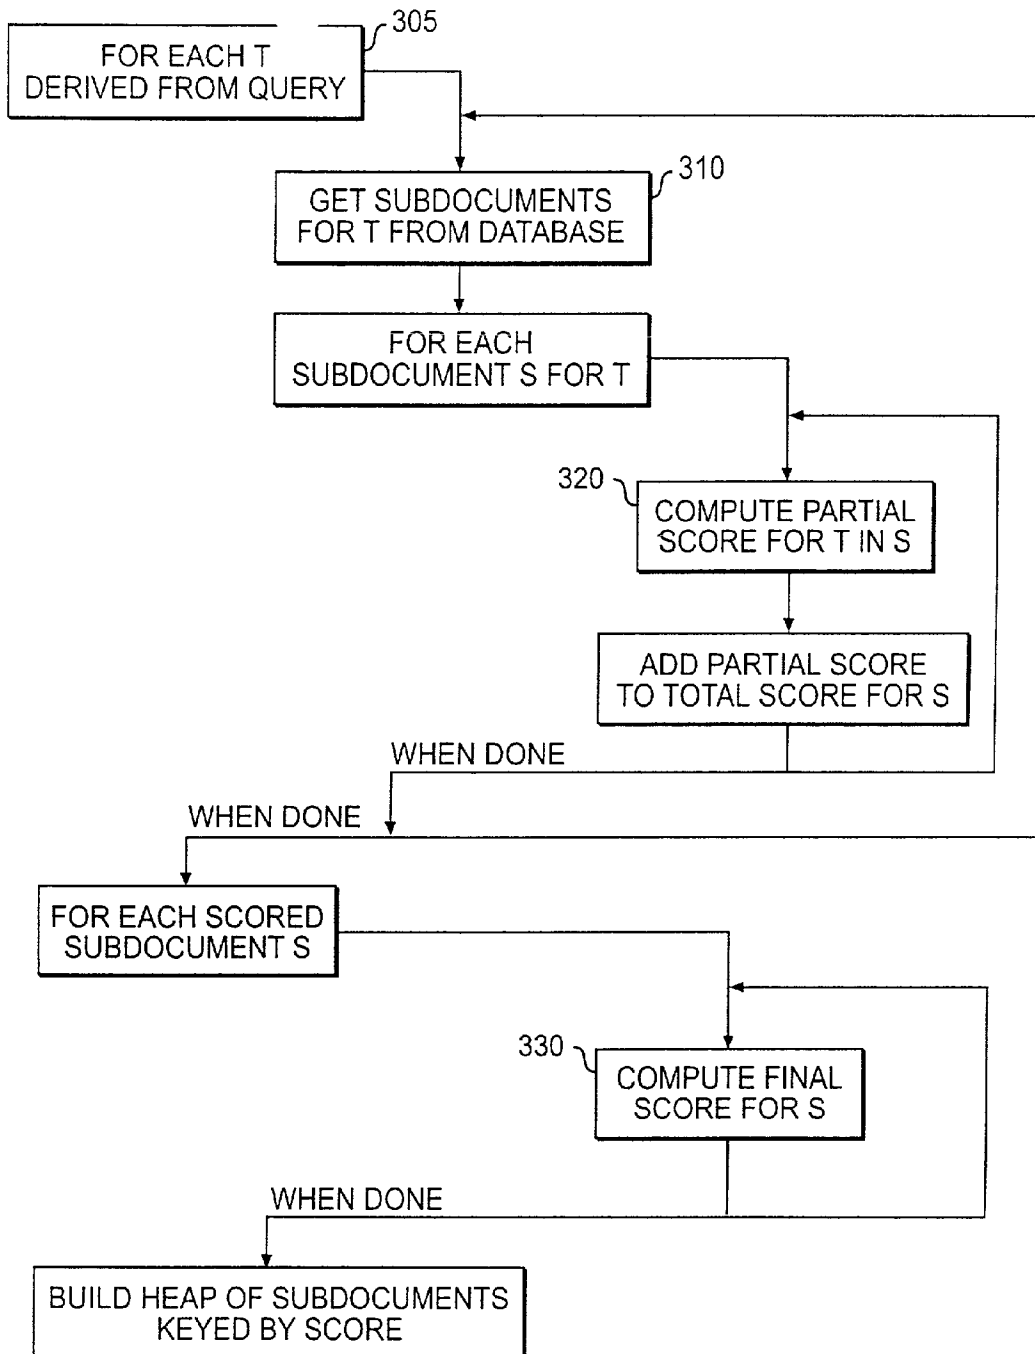 305
FOR EACH T
DERIVED FROM QUERY
310
GET SUBDOCUMENTS
FOR T FROM DATABASE
FOR EACH
SUBDOCUMENT S FOR T
320
COMPUTE PARTIAL
SCORE FOR T IN S
ADD PARTIAL SCORE
TO TOTAL SCORE FOR S
WHEN DONE
WHEN DONE
FOR EACH SCORED
SUBDOCUMENT S
330
COMPUTE FINAL
SCORE FOR S
WHEN DONE
BUILD HEAP OF SUBDOCUMENTS
KEYED BY SCORE